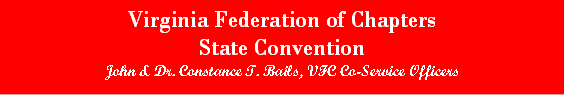 Virginia Federation of Chapters
State Convention
John & Dr. Constance T. Bails, VFC Co-Service Officers